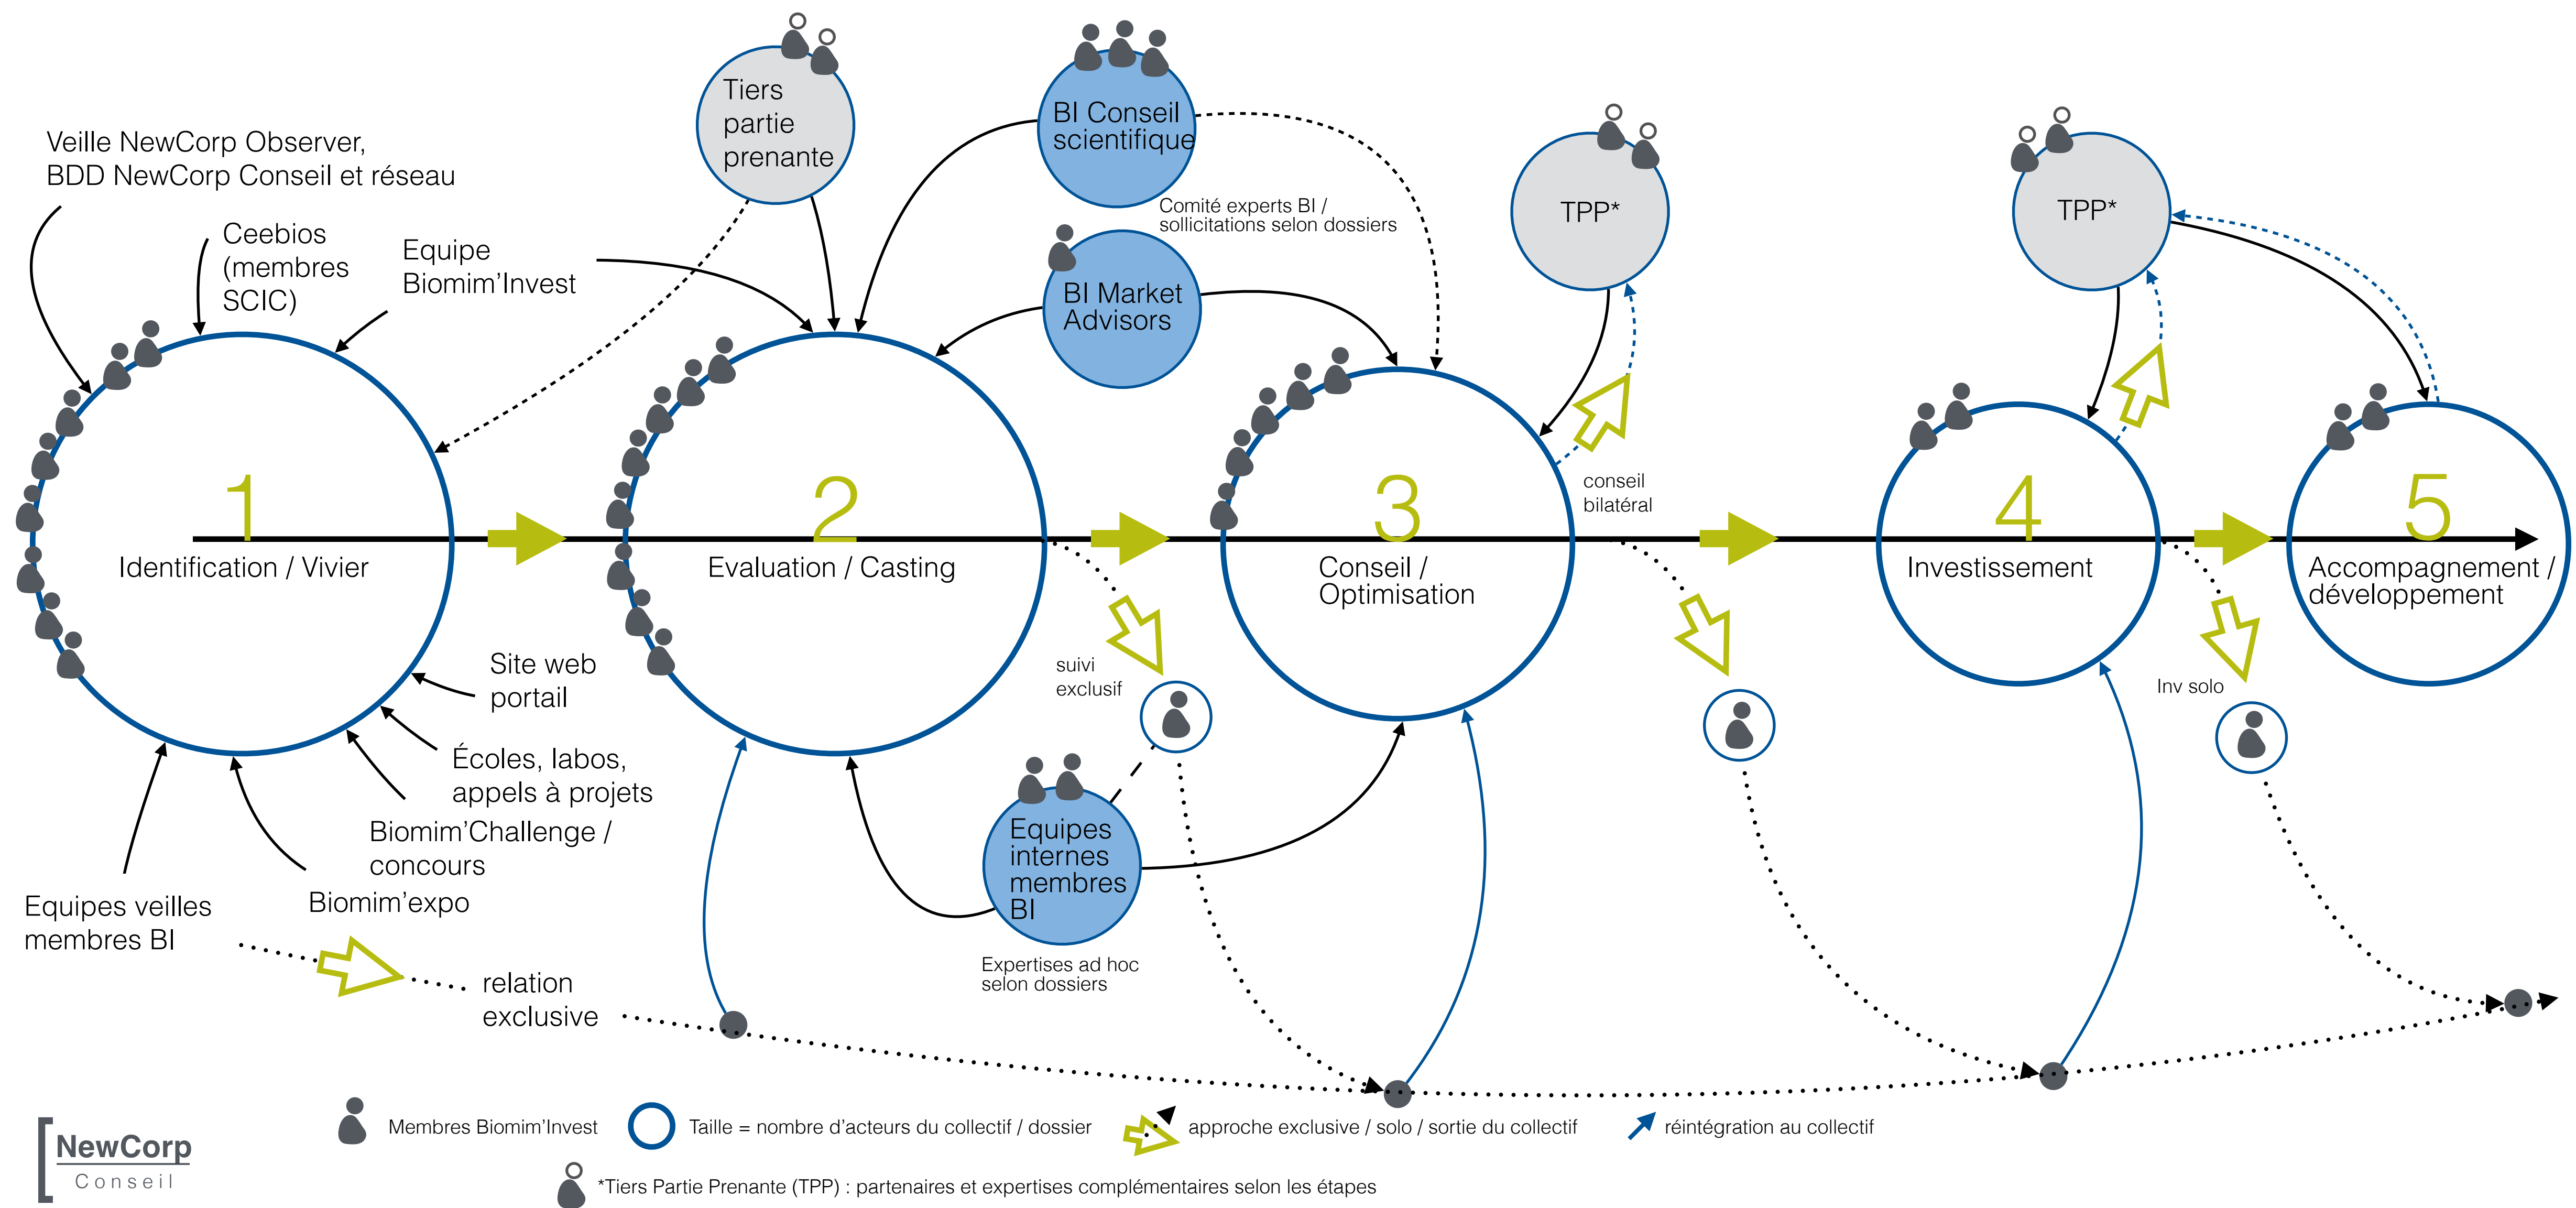 Tiers
partie
prenante
BI Conseil
scientifique
Veille NewCorp Observer,
BDD NewCorp Conseil et réseau
Comité experts BI /
sollicitations selon dossiers
TPP*
TPP*
Ceebios
(membres
SCIC)
Equipe
Biomim'Invest
BI Market
Advisors
1
Identification / Vivier
2
Evaluation / Casting
3
Conseil /
Optimisation
conseil
bilatéral
4
Investissement
5
Accompagnement /
développement
suivi
exclusif
Inv solo
Site web
portail
Écoles, labos,
appels à projets
Biomim'Challenge /
concours
Biomim'expo
Equipes veilles
membres BI
relation
exclusive
Equipes
internes
membres
BI
Expertises ad hoc
selon dossiers
Membres Biomim'Invest
Taille = nombre d'acteurs du collectif / dossier
approche exclusive / solo / sortie du collectif
réintégration au collectif
NewCorp
Conseil
*Tiers Partie Prenante (TPP) : partenaires et expertises complémentaires selon les étapes